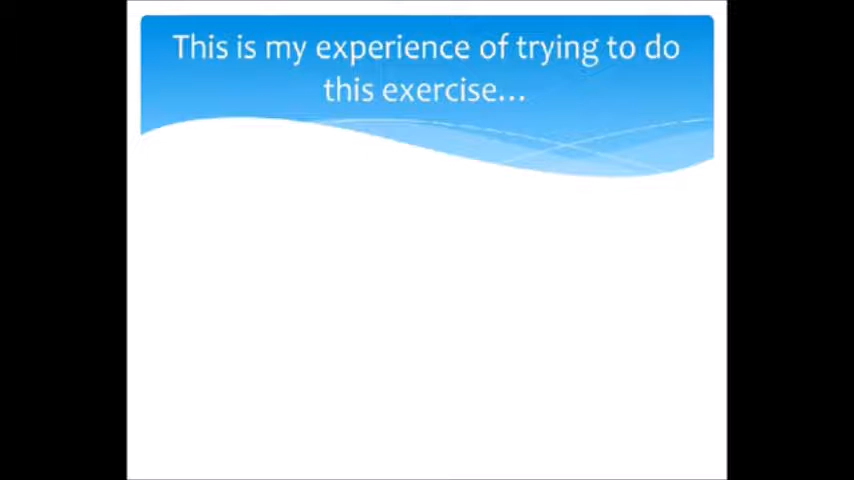 This is my experience of trying to do
this exercise...